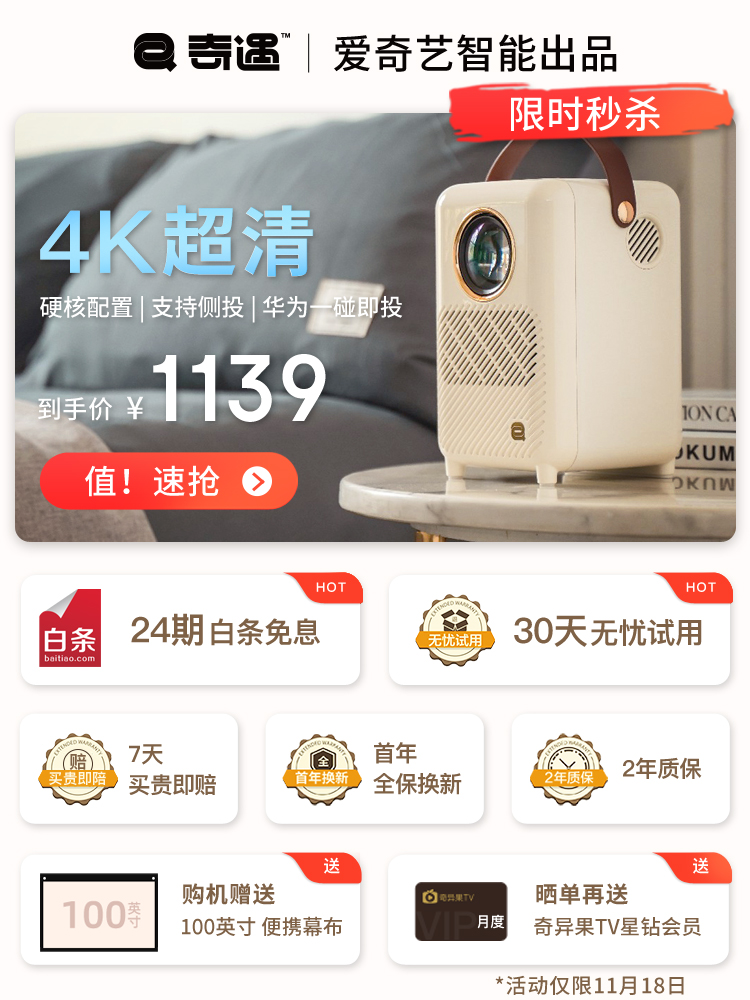 奇遇™ | 爱奇艺智能出品
限时秒杀
4K超清
硬核配置 | 支持侧投 | 华为一碰即投
到手价 ¥1139
值！速抢
TION CA
OKUM
HOT
白条
baitiao.com
24期白条免息
HOT
EXTENDED WARRANTY
无忧试用
30天无忧试用
EXTENDED WARRANTY
赔
买贵即陪
7天
买贵即赔
EXTENDED WARRANTY
全
首年换新
首年
全保换新
EXTENDED WARRANTY
2年质保
2年质保
送
100英寸
购机赠送
100英寸 便携幕布
送
奇异果TV
VIP
月度
晒单再送
奇异果TV星钻会员
*活动仅限11月18日